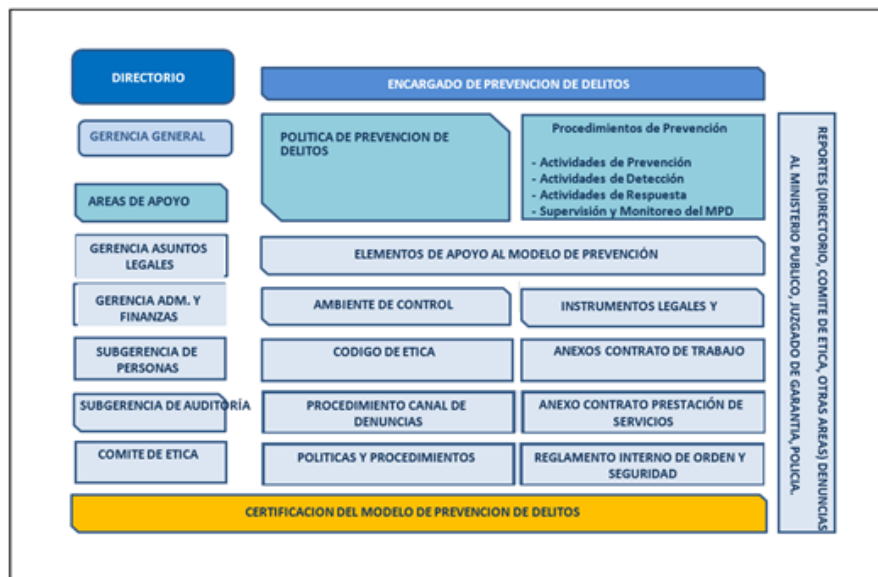 DIRECTORIO
ENCARGADO DE PREVENCION DE DELITOS
GERENCIA GENERAL
POLITICA DE PREVENCION DE
DELITOS
Procedimientos de Prevención
- Actividades de Prevención
- Actividades de Detección
- Actividades de Respuesta
- Supervisión y Monitoreo del MPD
AREAS DE APOYO
GERENCIA ASUNTOS
LEGALES
ELEMENTOS DE APOYO AL MODELO DE PREVENCIÓN
GERENCIA ADM. Y
FINANZAS
AMBIENTE DE CONTROL
INSTRUMENTOS LEGALES Y
SUBGERENCIA DE
PERSONAS
CODIGO DE ETICA
ANEXOS CONTRATO DE TRABAJO
SUBGERENCIA DE AUDITORÍA
PROCEDIMIENTO CANAL DE
DENUNCIAS
ANEXO CONTRATO PRESTACIÓN DE
SERVICIOS
COMITE DE ETICA
POLITICAS Y PROCEDIMIENTOS
REGLAMENTO INTERNO DE ORDEN Y
SEGURIDAD
CERTIFICACION DEL MODELO DE PREVENCION DE DELITOS
REPORTES (DIRECTORIO, COMITE DE ETICA, OTRAS AREAS) DENUNCIAS
AL MINISTERIO PUBLICO, JUZGADO DE GARANTIA, POLICIA.